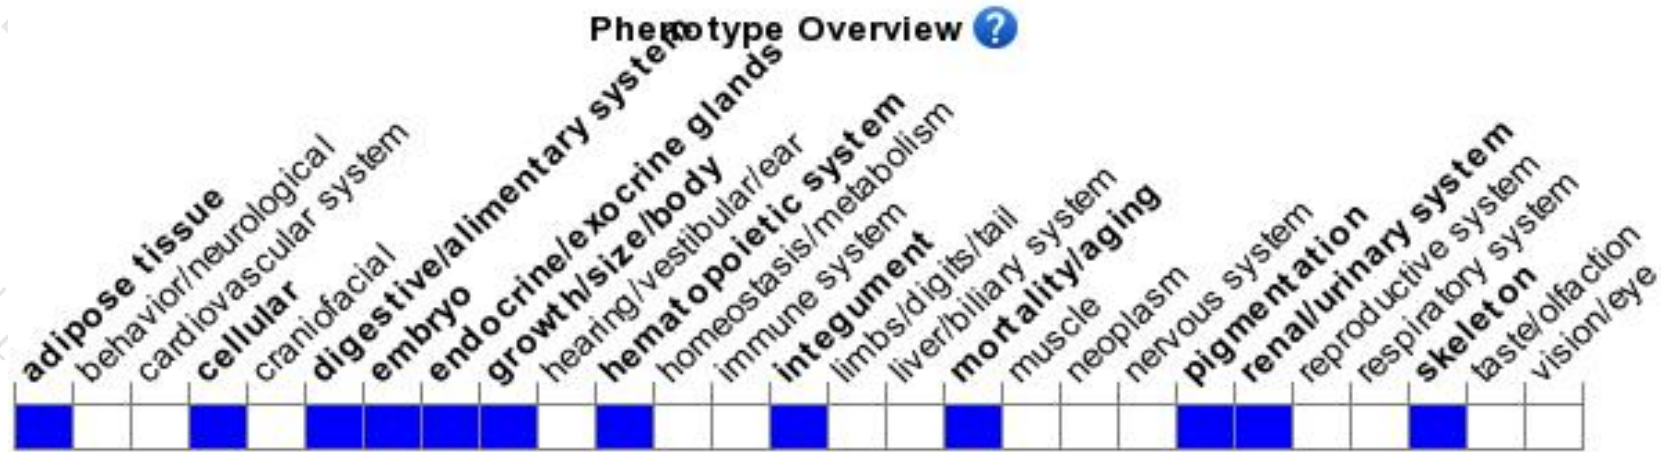 Phenotype Overview ?
adipose tissue
behavior/neurological
cardiovascular system
cellular
craniofacial
digestive/alimentary system
embryo
endocrine/exocrine glands
growth/size/body
hearing/vestibular/ear
hematopoietic system
homeostasis/metabolism
immune system
integument
limbs/digits/tail
liver/biliary system
mortality/aging
muscle
neoplasm
nervous system
pigmentation
renal/urinary system
reproductive system
respiratory system
skeleton
taste/olfaction
vision/eye